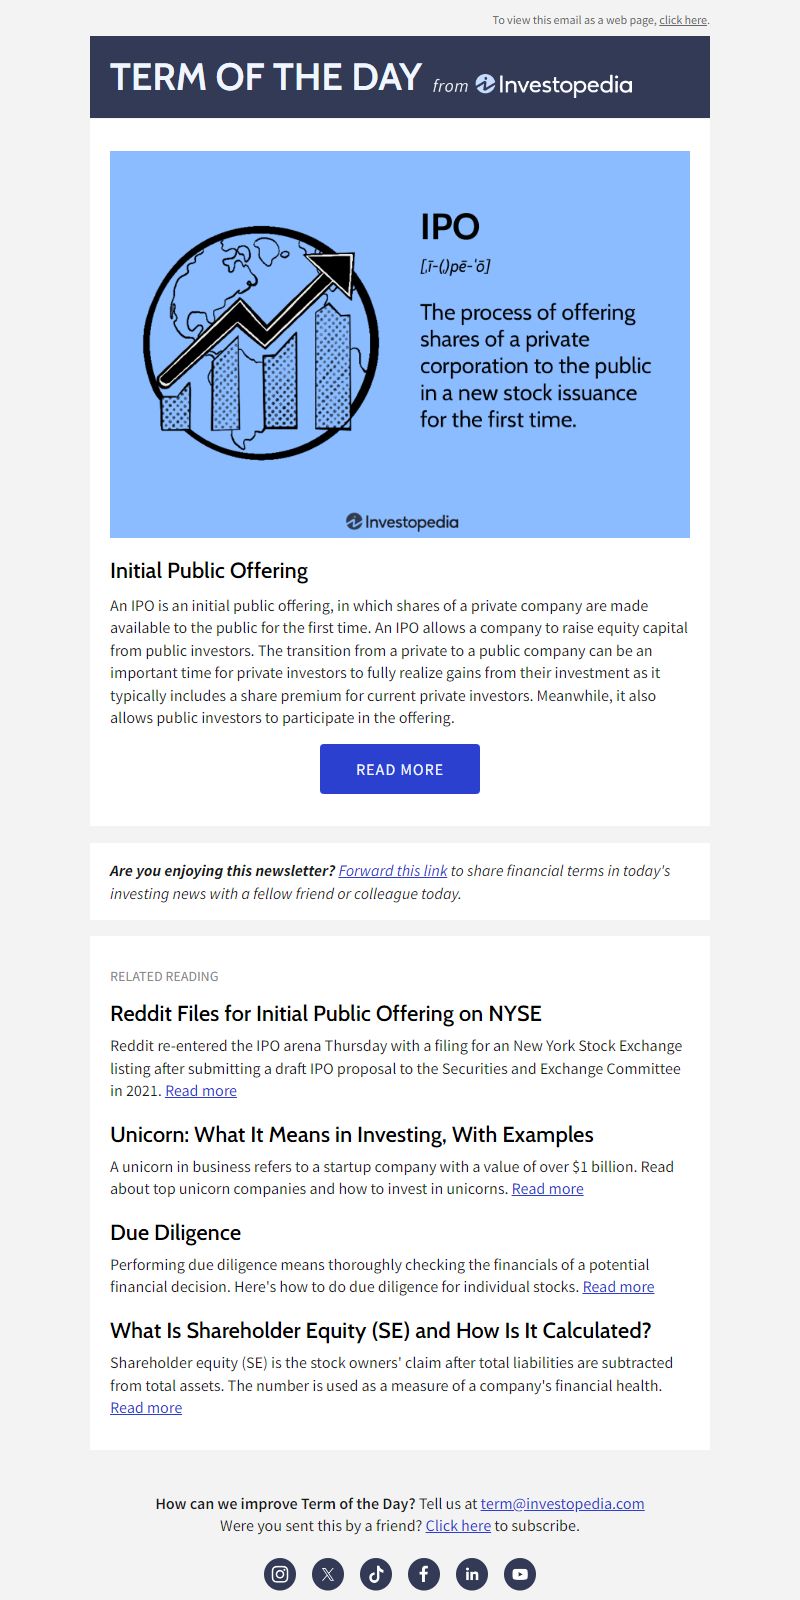 To view this email as a web page, click here.
TERM OF THE DAY from Investopedia
IPO
[ˌī-(ˌ)pē-ˈō]
The process of offering
shares of a private
corporation to the public
in a new stock issuance
for the first time.
Investopedia
Initial Public Offering
An IPO is an initial public offering, in which shares of a private company are made
available to the public for the first time. An IPO allows a company to raise equity capital
from public investors. The transition from a private to a public company can be an
important time for private investors to fully realize gains from their investment as it
typically includes a share premium for current private investors. Meanwhile, it also
allows public investors to participate in the offering.
READ MORE
Are you enjoying this newsletter? Forward this link to share financial terms in today's
investing news with a fellow friend or colleague today.
RELATED READING
Reddit Files for Initial Public Offering on NYSE
Reddit re-entered the IPO arena Thursday with a filing for an New York Stock Exchange
listing after submitting a draft IPO proposal to the Securities and Exchange Committee
in 2021. Read more
Unicorn: What It Means in Investing, With Examples
A unicorn in business refers to a startup company with a value of over $1 billion. Read
about top unicorn companies and how to invest in unicorns. Read more
Due Diligence
Performing due diligence means thoroughly checking the financials of a potential
financial decision. Here's how to do due diligence for individual stocks. Read more
What Is Shareholder Equity (SE) and How Is It Calculated?
Shareholder equity (SE) is the stock owners' claim after total liabilities are subtracted
from total assets. The number is used as a measure of a company's financial health.
Read more
How can we improve Term of the Day? Tell us at term@investopedia.com
Were you sent this by a friend? Click here to subscribe.